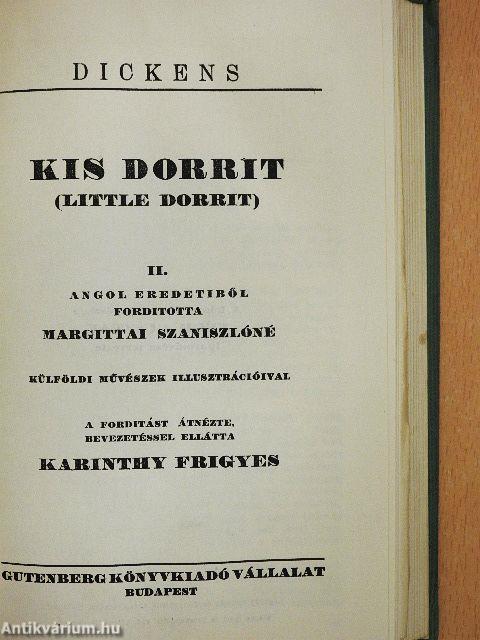 DICKENS
KIS DORRIT
(LITTLE DORRIT)
II.
ANGOL EREDETIBŐL
FORDITOTTA
MARGITTAI SZANISZLÓNÉ
KÜLFÖLDI MŰVÉSZEK ILLUSZTRÁCIÓIVAL
A FORDITÁST ÁTNÉZTE,
BEVEZETÉSSEL ELLÁTTA
KARINTHY FRIGYES
GUTENBERG KÖNYVKIADÓ VÁLLALAT
BUDAPEST
Antikvárium.hu